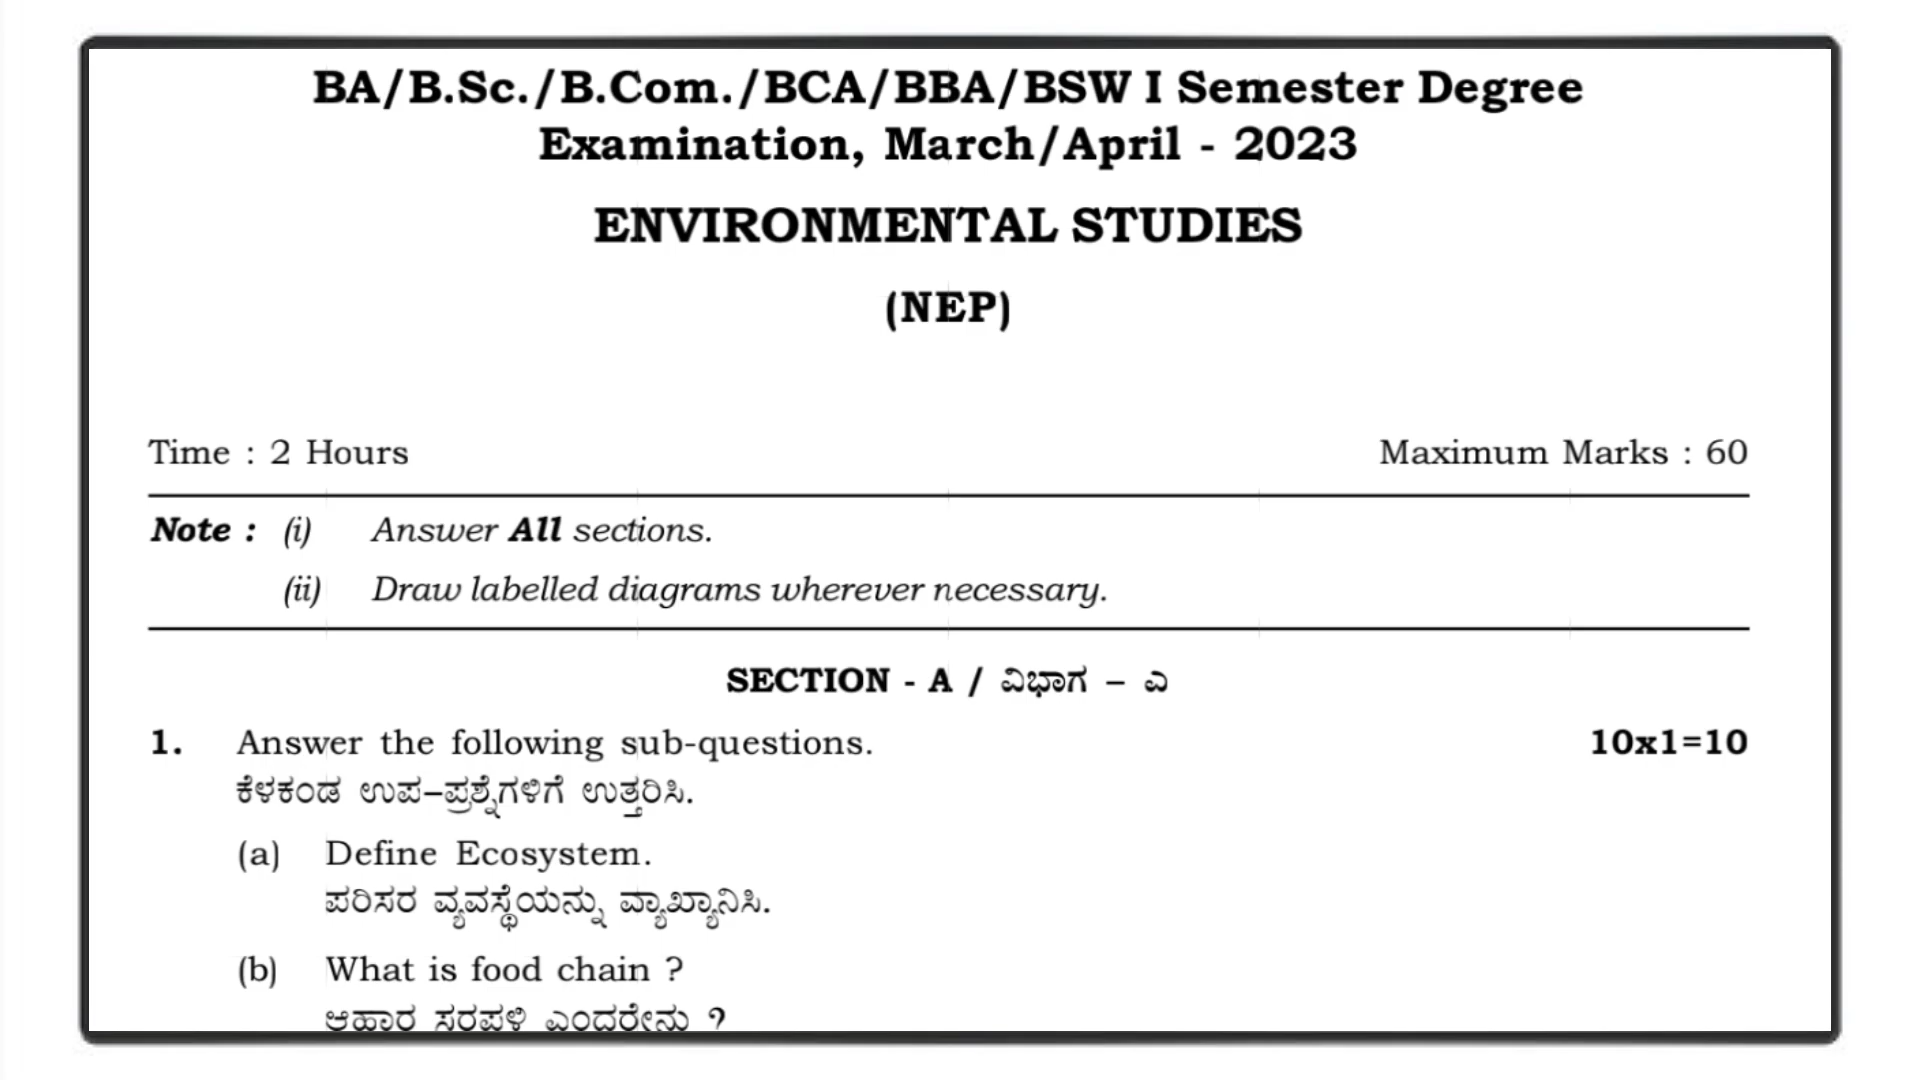 BA/B.Sc./B.Com./BCA/BBA/BSW I Semester Degree
Examination, March/April - 2023
ENVIRONMENTAL STUDIES
(NEP)
Time : 2 Hours Maximum Marks : 60
Note : (i) Answer All sections.
(ii) Draw labelled diagrams wherever necessary.
SECTION - A / ವಿಭಾಗ – ಎ
1. Answer the following sub-questions. 10x1=10
ಕೆಳಕಂಡ ಉಪ–ಪ್ರಶ್ನೆಗಳಿಗೆ ಉತ್ತರಿಸಿ.
(a) Define Ecosystem.
ಪರಿಸರ ವ್ಯವಸ್ಥೆಯನ್ನು ವ್ಯಾಖ್ಯಾನಿಸಿ.
(b) What is food chain ?
ಆಹಾರ ಸರಪಳಿ ಎಂದರೇನು ?